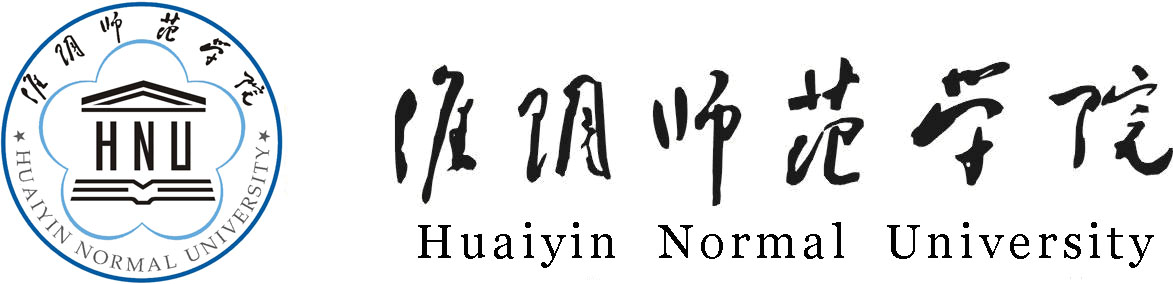 淮阴师范学院
HNU
HUAIYIN NORMAL UNIVERSITY
淮阴师范学院
Huaiyin Normal University